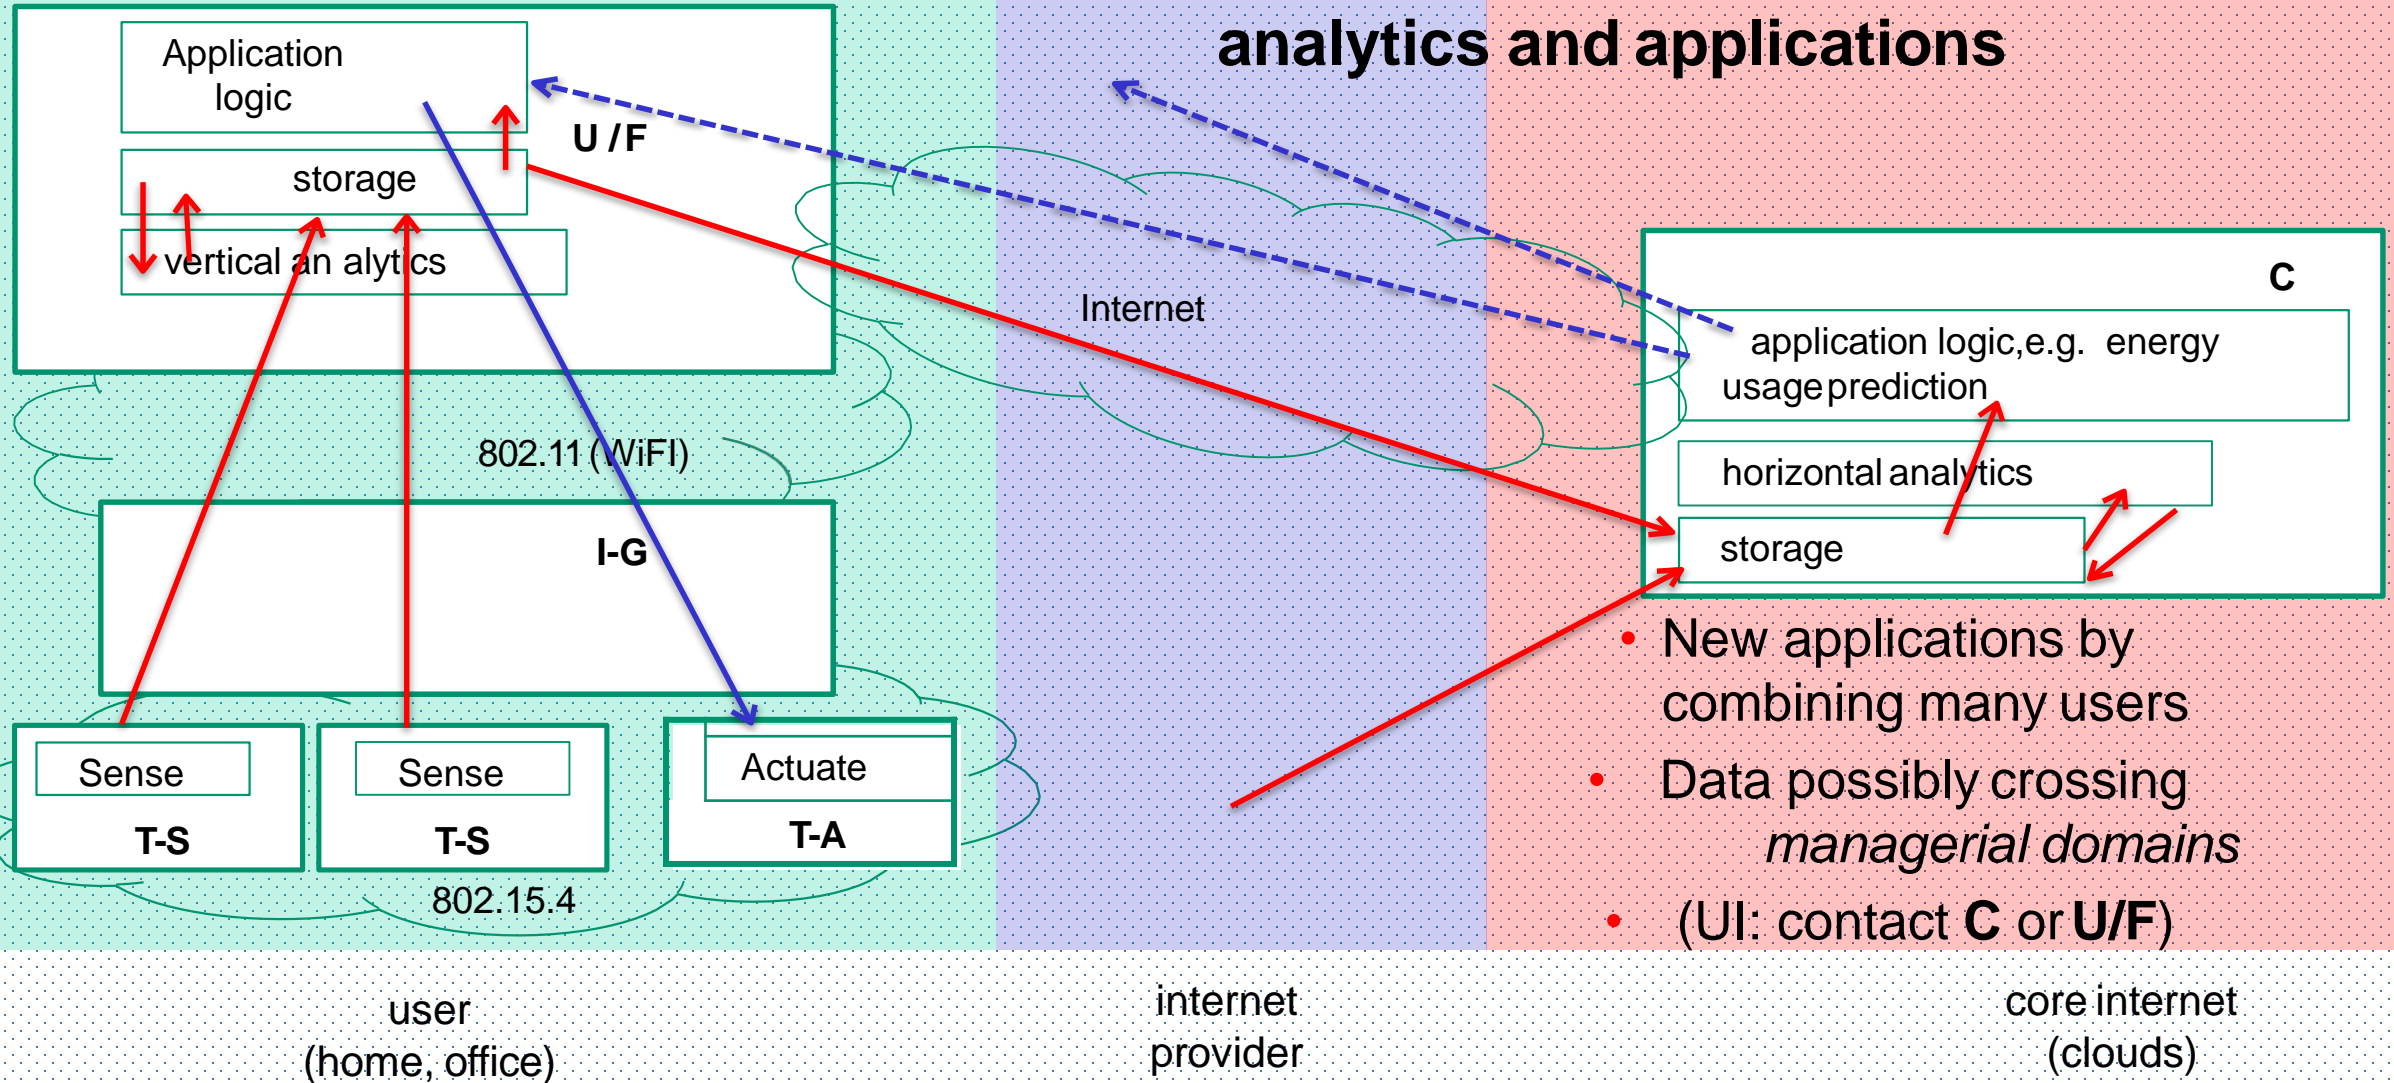 analytics and applications
Application
logic
U / F
storage
vertical an alytics
Internet
C
application logic,e.g. energy
usage prediction
horizontal analytics
storage
802.11 (WiFI)
I-G
Sense
T-S
Sense
T-S
Actuate
T-A
802.15.4
• New applications by
combining many users
• Data possibly crossing
managerial domains
• (UI: contact C or U/F)
user
(home, office)
internet
provider
core internet
(clouds)